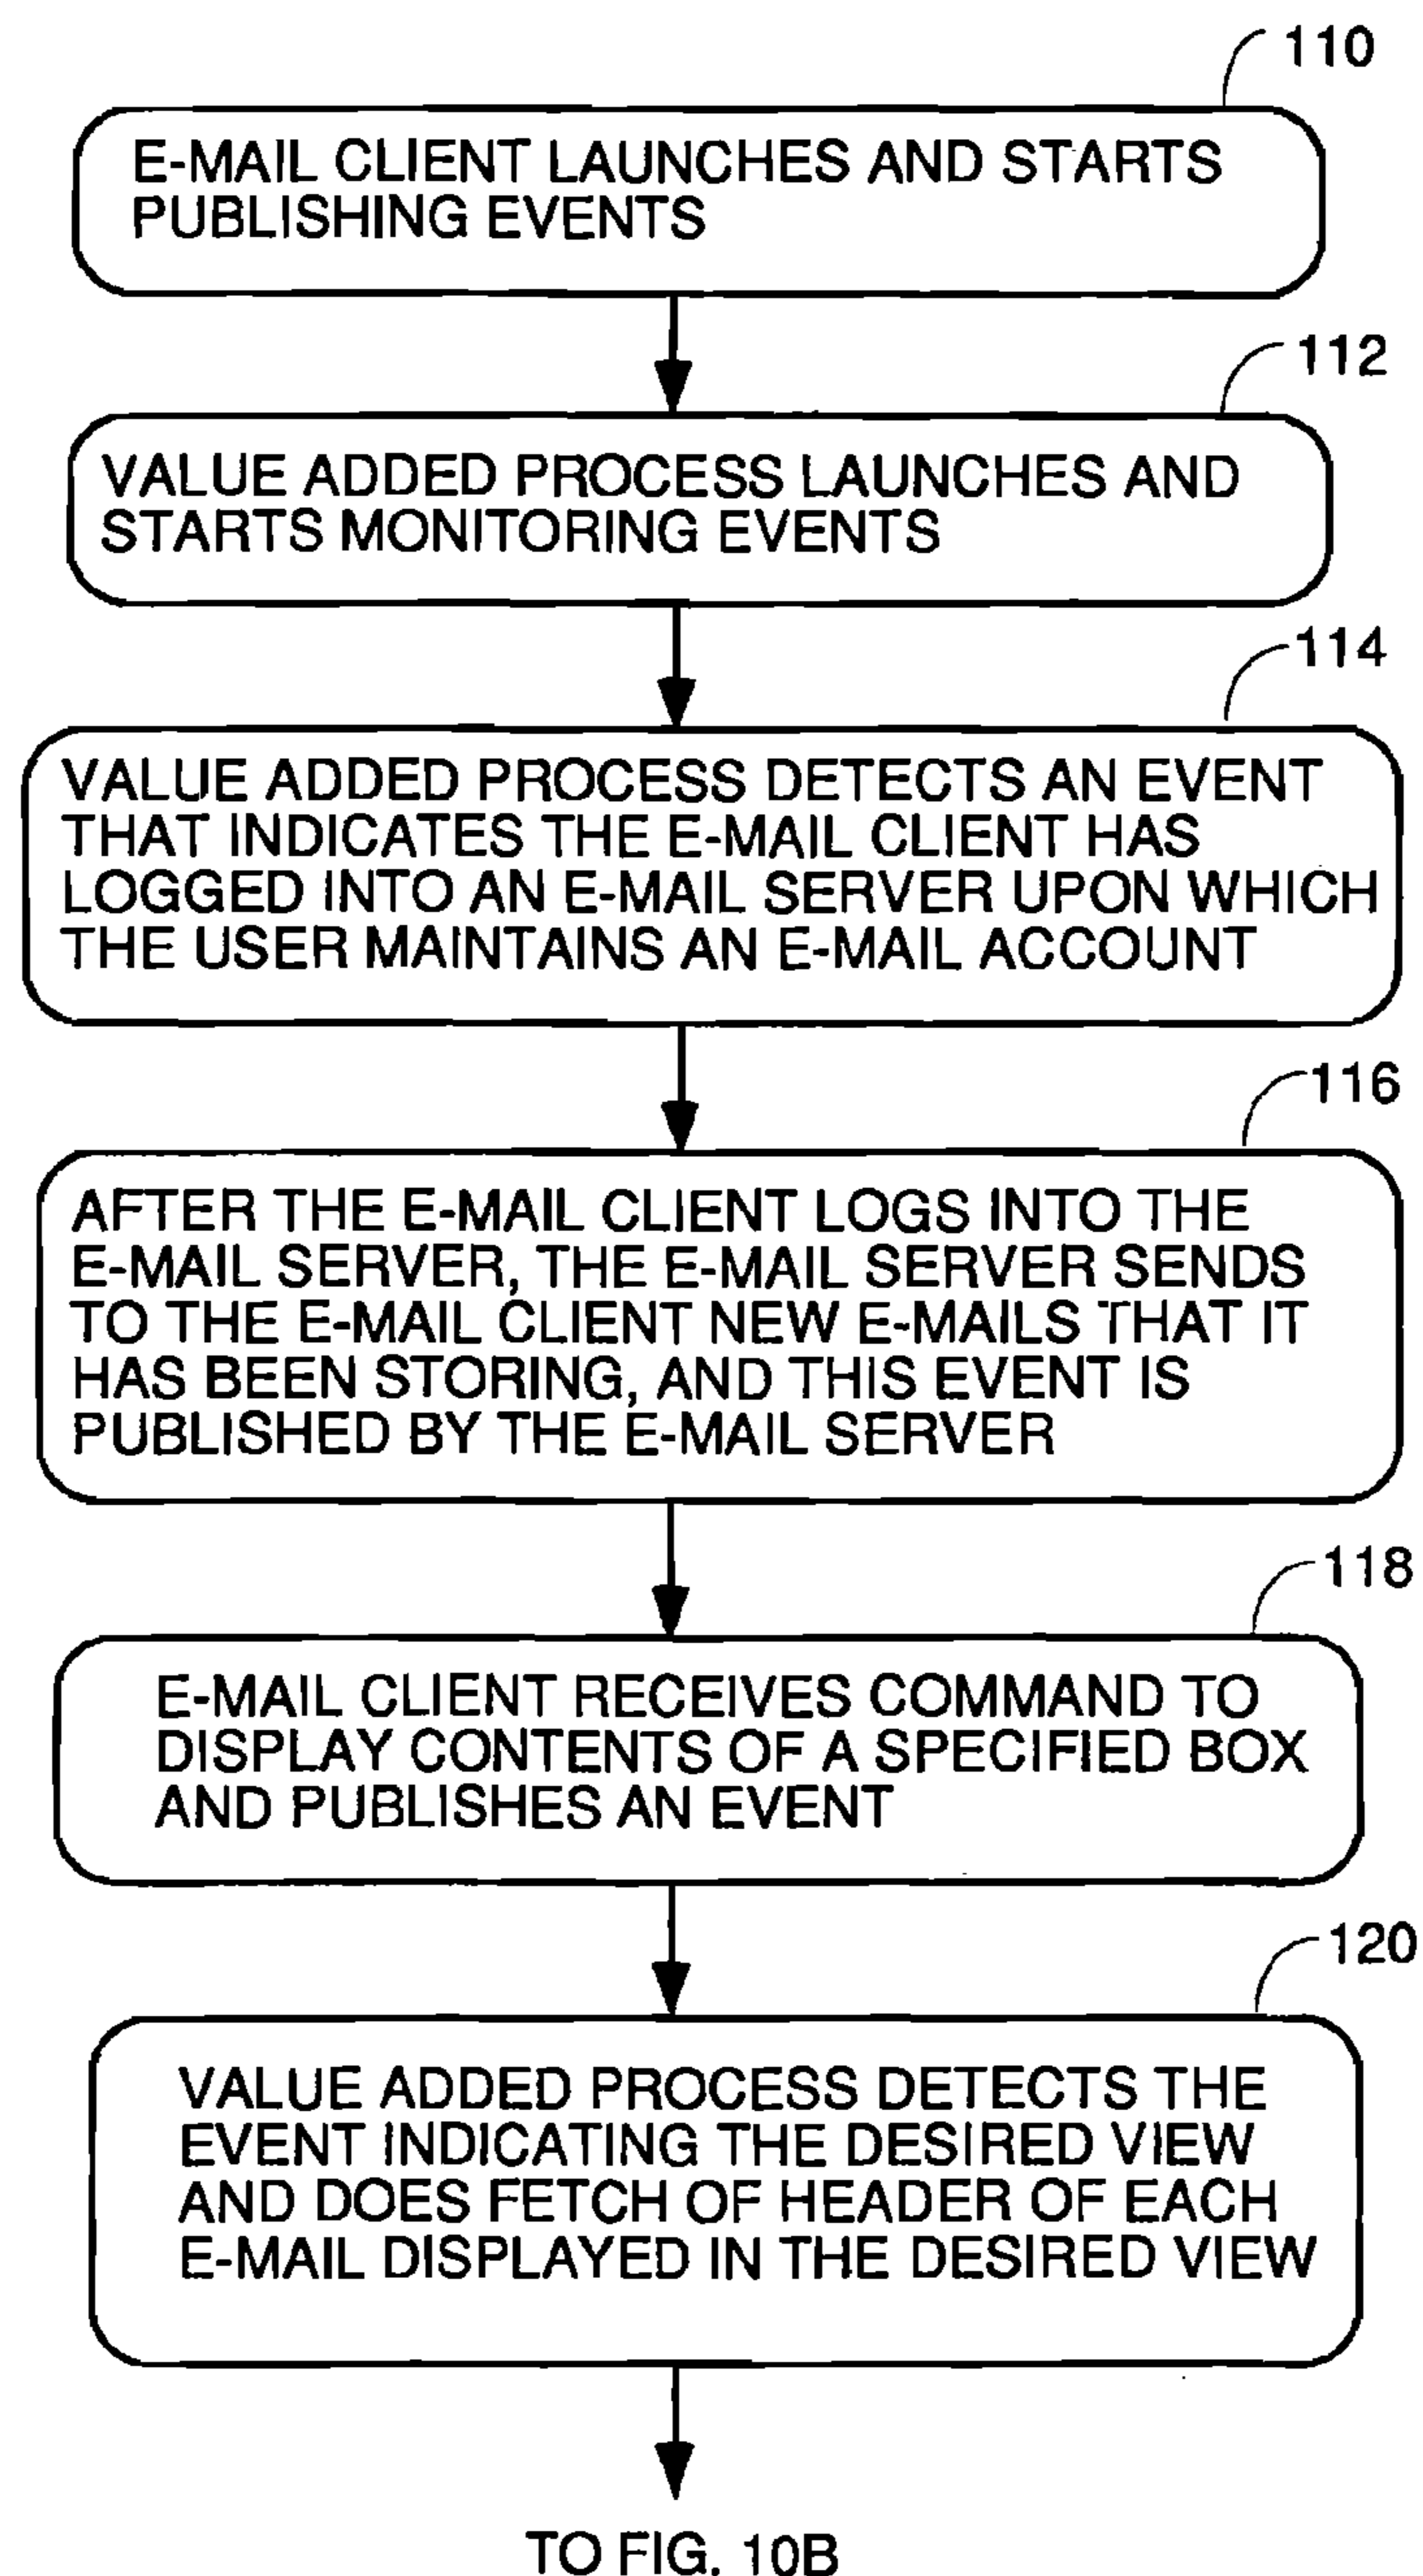 110
E-MAIL CLIENT LAUNCHES AND STARTS
PUBLISHING EVENTS
112
VALUE ADDED PROCESS LAUNCHES AND
STARTS MONITORING EVENTS
114
VALUE ADDED PROCESS DETECTS AN EVENT
THAT INDICATES THE E-MAIL CLIENT HAS
LOGGED INTO AN E-MAIL SERVER UPON WHICH
THE USER MAINTAINS AN E-MAIL ACCOUNT
116
AFTER THE E-MAIL CLIENT LOGS INTO THE
E-MAIL SERVER, THE E-MAIL SERVER SENDS
TO THE E-MAIL CLIENT NEW E-MAILS THAT IT
HAS BEEN STORING, AND THIS EVENT IS
PUBLISHED BY THE E-MAIL SERVER
118
E-MAIL CLIENT RECEIVES COMMAND TO
DISPLAY CONTENTS OF A SPECIFIED BOX
AND PUBLISHES AN EVENT
120
VALUE ADDED PROCESS DETECTS THE
EVENT INDICATING THE DESIRED VIEW
AND DOES FETCH OF HEADER OF EACH
E-MAIL DISPLAYED IN THE DESIRED VIEW
TO FIG. 10B